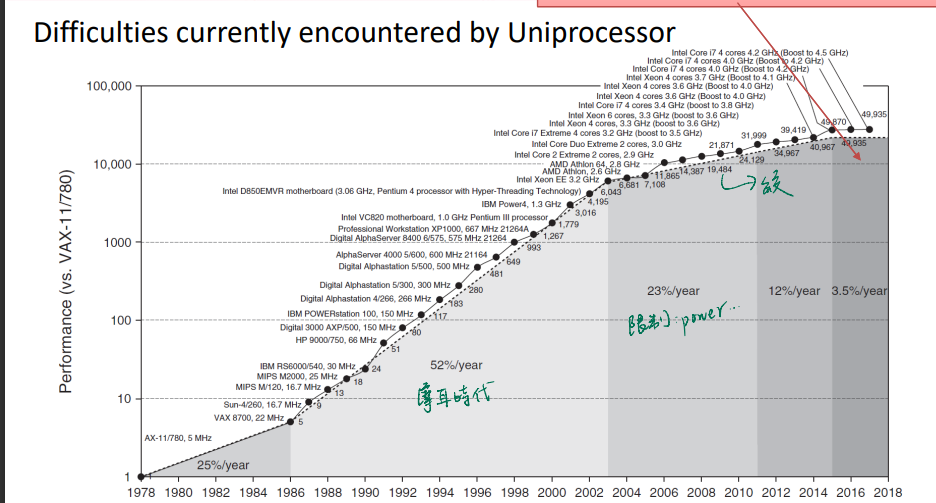 Difficulties currently encountered by Uniprocessor
Intel Core i7 4 cores 4.2 GHz (Boost to 4.5 GHz)
Intel Core i7 4 cores 4.0 GHz (Boost to 4.2 GHz)
Intel Core i7 4 cores 4.0 GHz (Boost to 4.2 GHz)
Intel Xeon 4 cores 3.7 GHz (Boost to 4.1 GHz)
Intel Xeon 4 cores 3.6 GHz (Boost to 4.0 GHz)
Intel Xeon 4 cores 3.6 GHz (Boost to 4.0 GHz)
Intel Core i7 4 cores 3.4 GHz (boost to 3.8 GHz)
Intel Xeon 6 cores, 3.3 GHz (boost to 3.6 GHz)
Intel Xeon 4 cores, 3.3 GHz (boost to 3.6 GHz)
Intel Core i7 Extreme 4 cores 3.2 GHz (boost to 3.5 GHz)
Intel Core Duo Extreme 2 cores, 3.0 GHz
Intel Core 2 Extreme 2 cores, 2.9 GHz
AMD Athlon 64, 2.8 GHz
AMD Athlon, 2.6 GHz
Intel Xeon EE 3.2 GHz
Intel D850EMVR motherboard (3.06 GHz, Pentium 4 processor with Hyper-Threading Technology)
IBM Power4, 1.3 GHz
Intel VC820 motherboard, 1.0 GHz Pentium III processor
Professional Workstation XP1000, 667 MHz 21264A
Digital AlphaServer 8400 6/575, 575 MHz 21264
AlphaServer 4000 5/600, 600 MHz 21164
Digital Alphastation 5/500, 500 MHz
Digital Alphastation 5/300, 300 MHz
Digital Alphastation 4/266, 266 MHz
IBM POWERstation 100, 150 MHz
Digital 3000 AXP/500, 150 MHz
HP 9000/750, 66 MHz
IBM RS6000/540, 30 MHz
MIPS M2000, 25 MHz
MIPS M/120, 16.7 MHz
Sun-4/260, 16.7 MHz
VAX 8700, 22 MHz
AX-11/780, 5 MHz
5
9
13
18
24
51
80
117
183
280
481
649
993
1,267
1,779
3,016
4,195
6,043
6,681
7,108
11,865
14,387
19,484
21,871
24,129
31,999
34,967
39,419
40,967
49,870
49,935
49,935
25%/year
52%/year
23%/year
12%/year
3.5%/year
摩耳時代
限制:power..
Performance (vs. VAX-11/780)
100,000
10,000
1000
100
10
1
1978 1980 1982 1984 1986 1988 1990 1992 1994 1996 1998 2000 2002 2004 2006 2008 2010 2012 2014 2016 2018